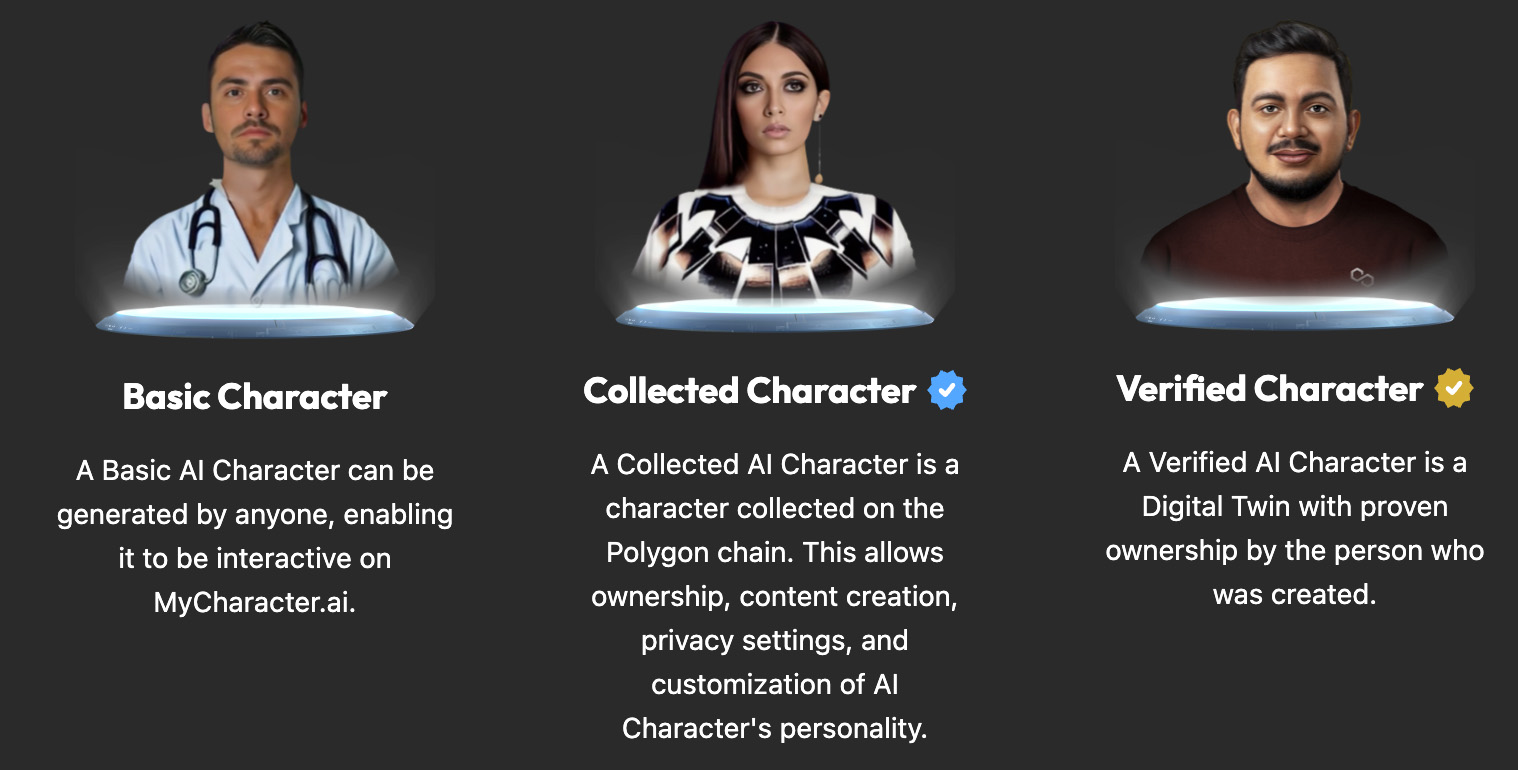 Basic Character
A Basic AI Character can be
generated by anyone, enabling
it to be interactive on
MyCharacter.ai.
Collected Character
A Collected AI Character is a
character collected on the
Polygon chain. This allows
ownership, content creation,
privacy settings, and
customization of AI
Character's personality.
Verified Character
A Verified AI Character is a
Digital Twin with proven
ownership by the person who
was created.